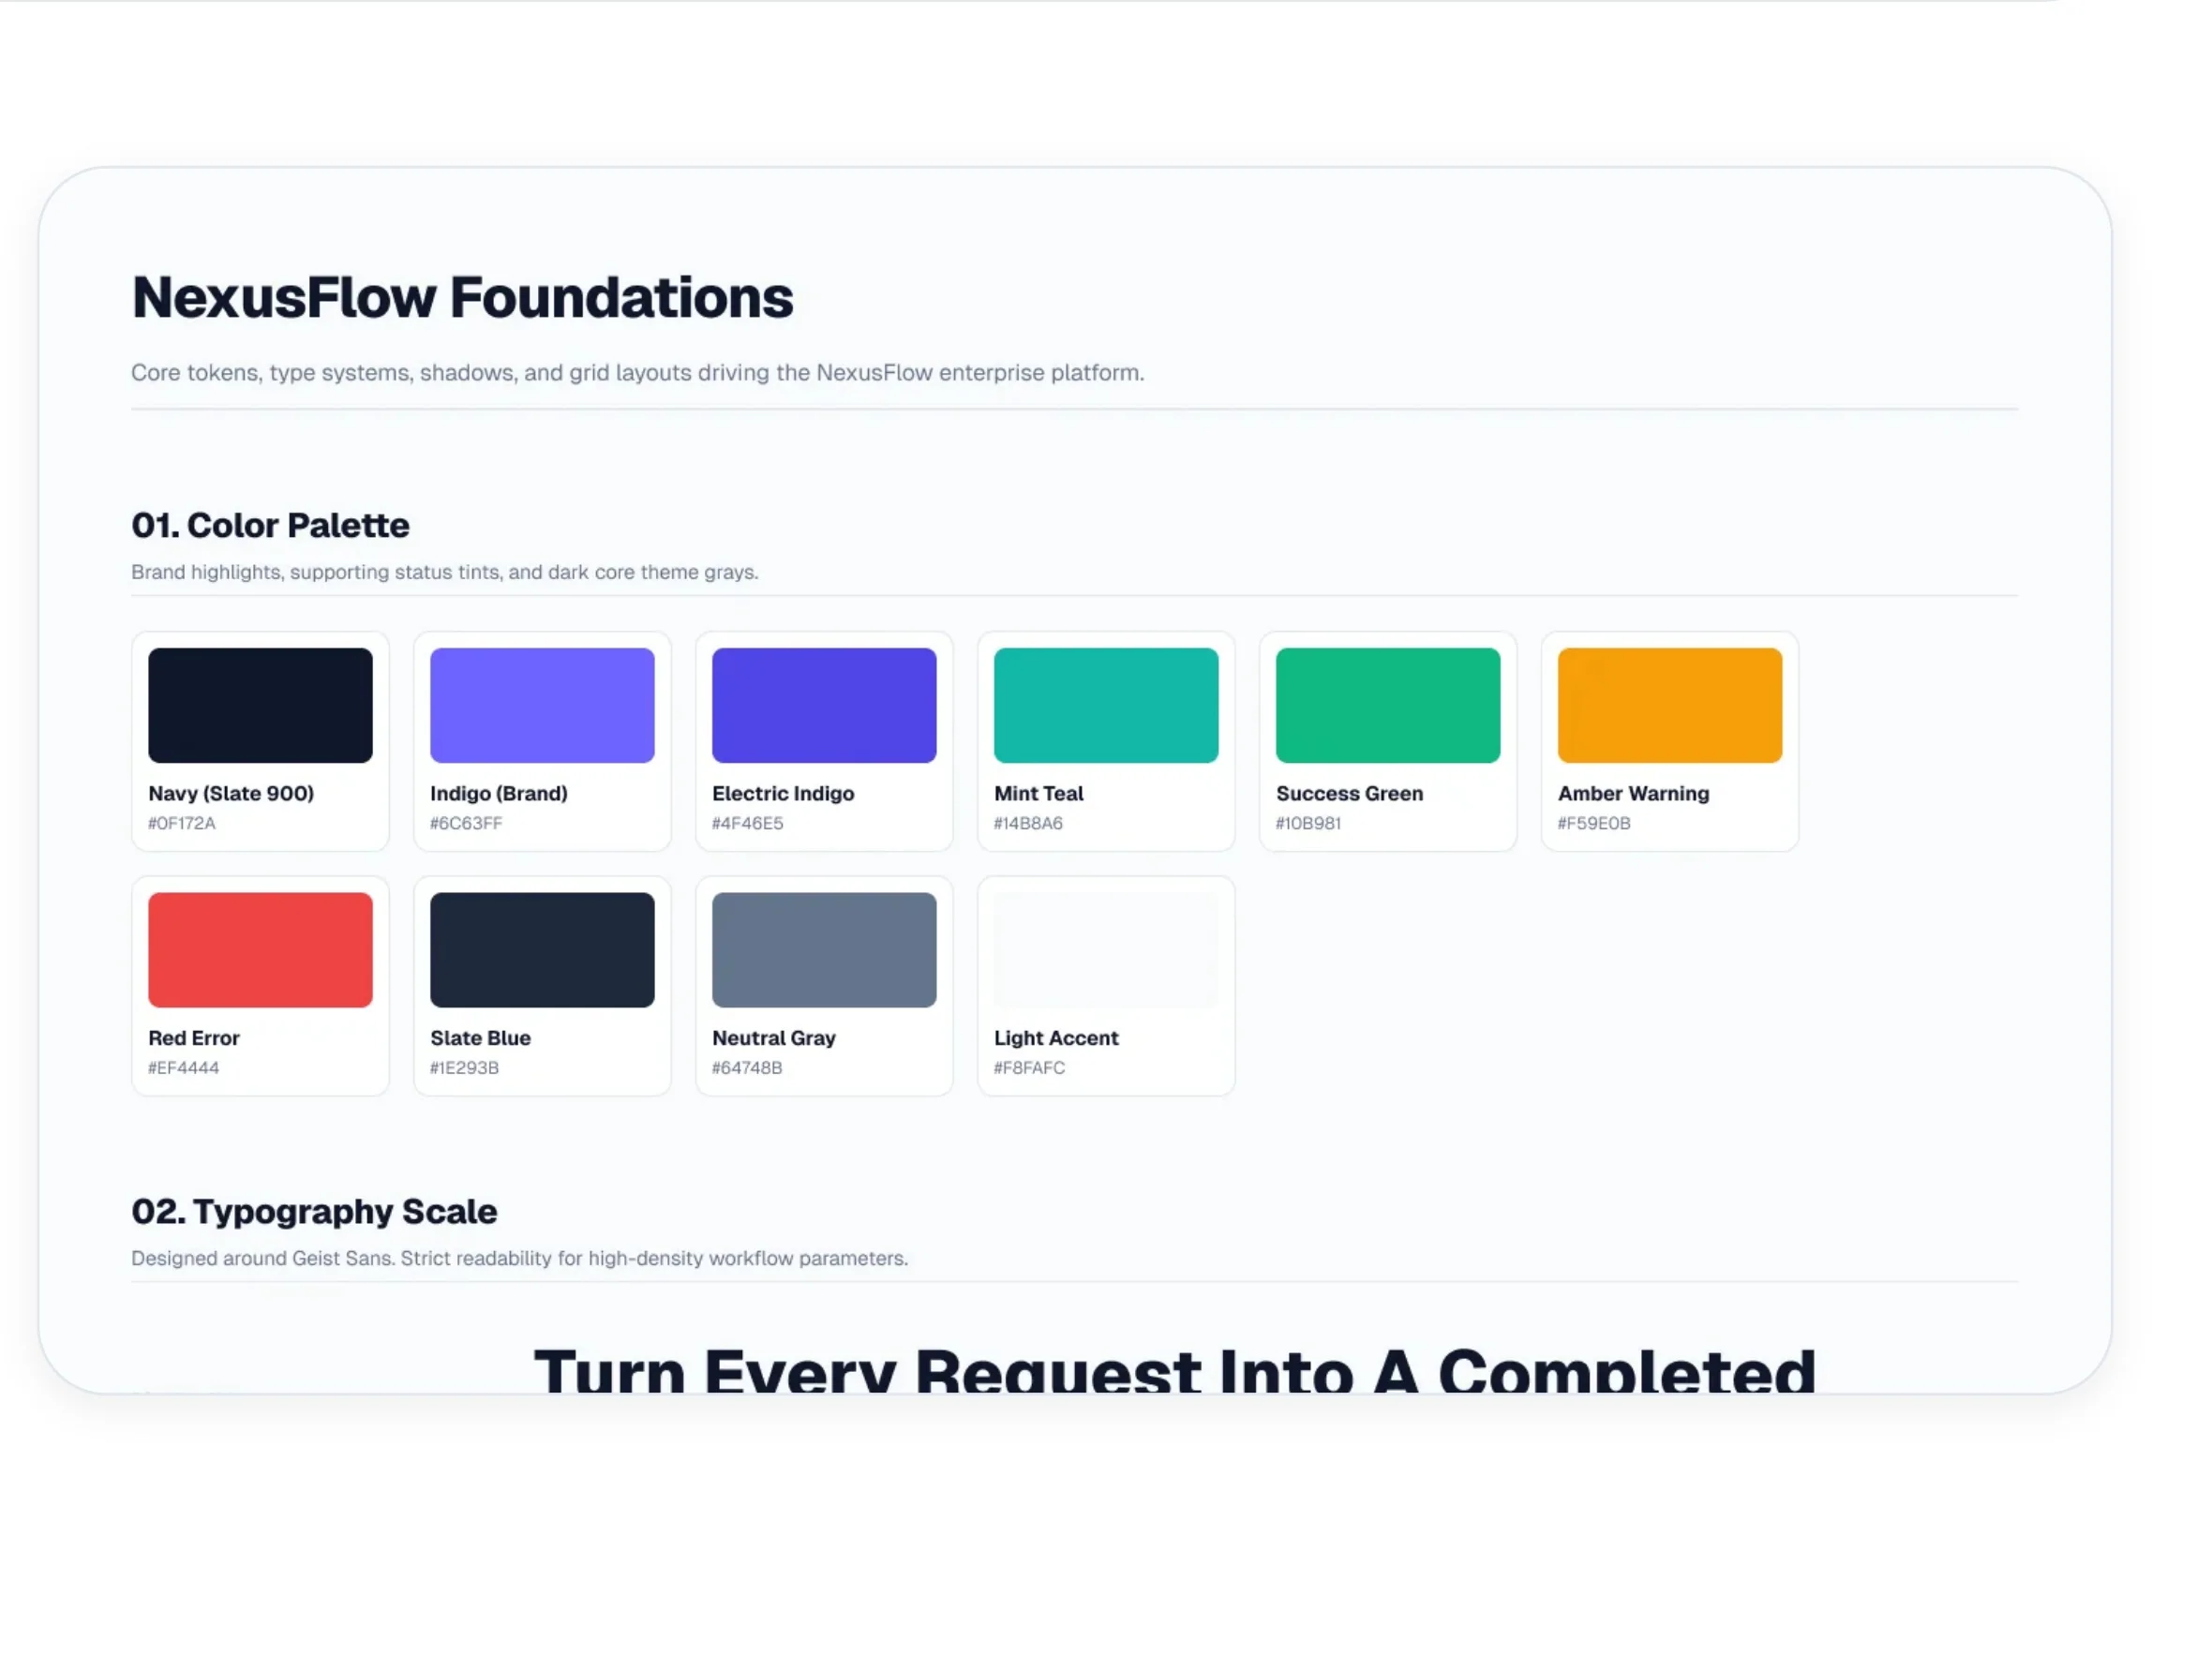 NexusFlow Foundations
Core tokens, type systems, shadows, and grid layouts driving the NexusFlow enterprise platform.
01. Color Palette
Brand highlights, supporting status tints, and dark core theme grays.
Navy (Slate 900)
#0F172A
Indigo (Brand)
#6C63FF
Electric Indigo
#4F46E5
Mint Teal
#14B8A6
Success Green
#10B981
Amber Warning
#F59E0B
Red Error
#EF4444
Slate Blue
#1E293B
Neutral Gray
#64748B
Light Accent
#F8FAFC
02. Typography Scale
Designed around Geist Sans. Strict readability for high-density workflow parameters.
Turn Every Request Into A Completed